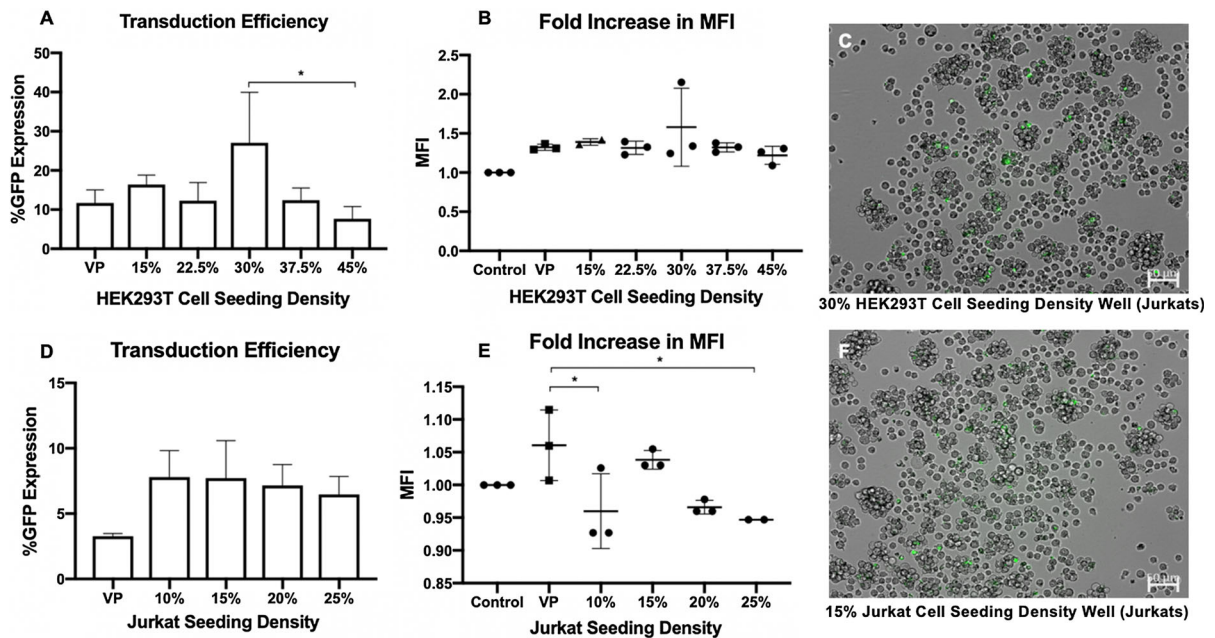 A
Transduction Efficiency
%GFP Expression
50
40
30
20
10
0
*
VP 15% 22.5% 30% 37.5% 45%
HEK293T Cell Seeding Density
B
Fold Increase in MFI
MFI
2.5
2.0
1.5
1.0
0.5
0.0
Control VP 15% 22.5% 30% 37.5% 45%
HEK293T Cell Seeding Density
C
50 µm
30% HEK293T Cell Seeding Density Well (Jurkats)
D
Transduction Efficiency
%GFP Expression
15
10
5
0
VP 10% 15% 20% 25%
Jurkat Seeding Density
E
Fold Increase in MFI
MFI
1.15
1.10
1.05
1.00
0.95
0.90
0.85
*
*
Control VP 10% 15% 20% 25%
Jurkat Seeding Density
F
50 µm
15% Jurkat Cell Seeding Density Well (Jurkats)